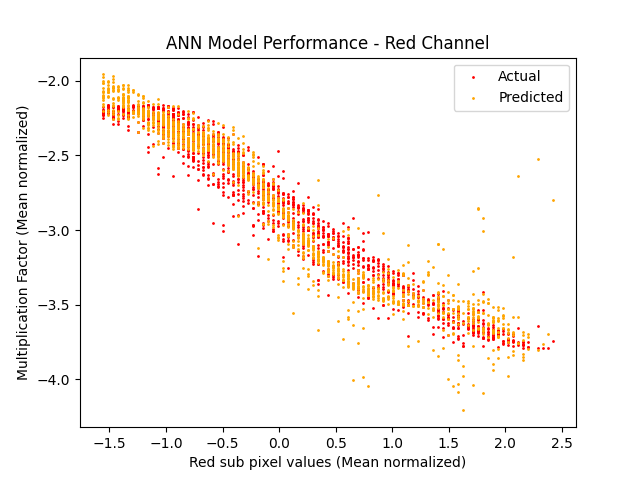 ANN Model Performance - Red Channel
Actual
Predicted
Multiplication Factor (Mean normalized)
−2.0
−2.5
−3.0
−3.5
−4.0
−1.5 −1.0 −0.5 0.0 0.5 1.0 1.5 2.0 2.5
Red sub pixel values (Mean normalized)